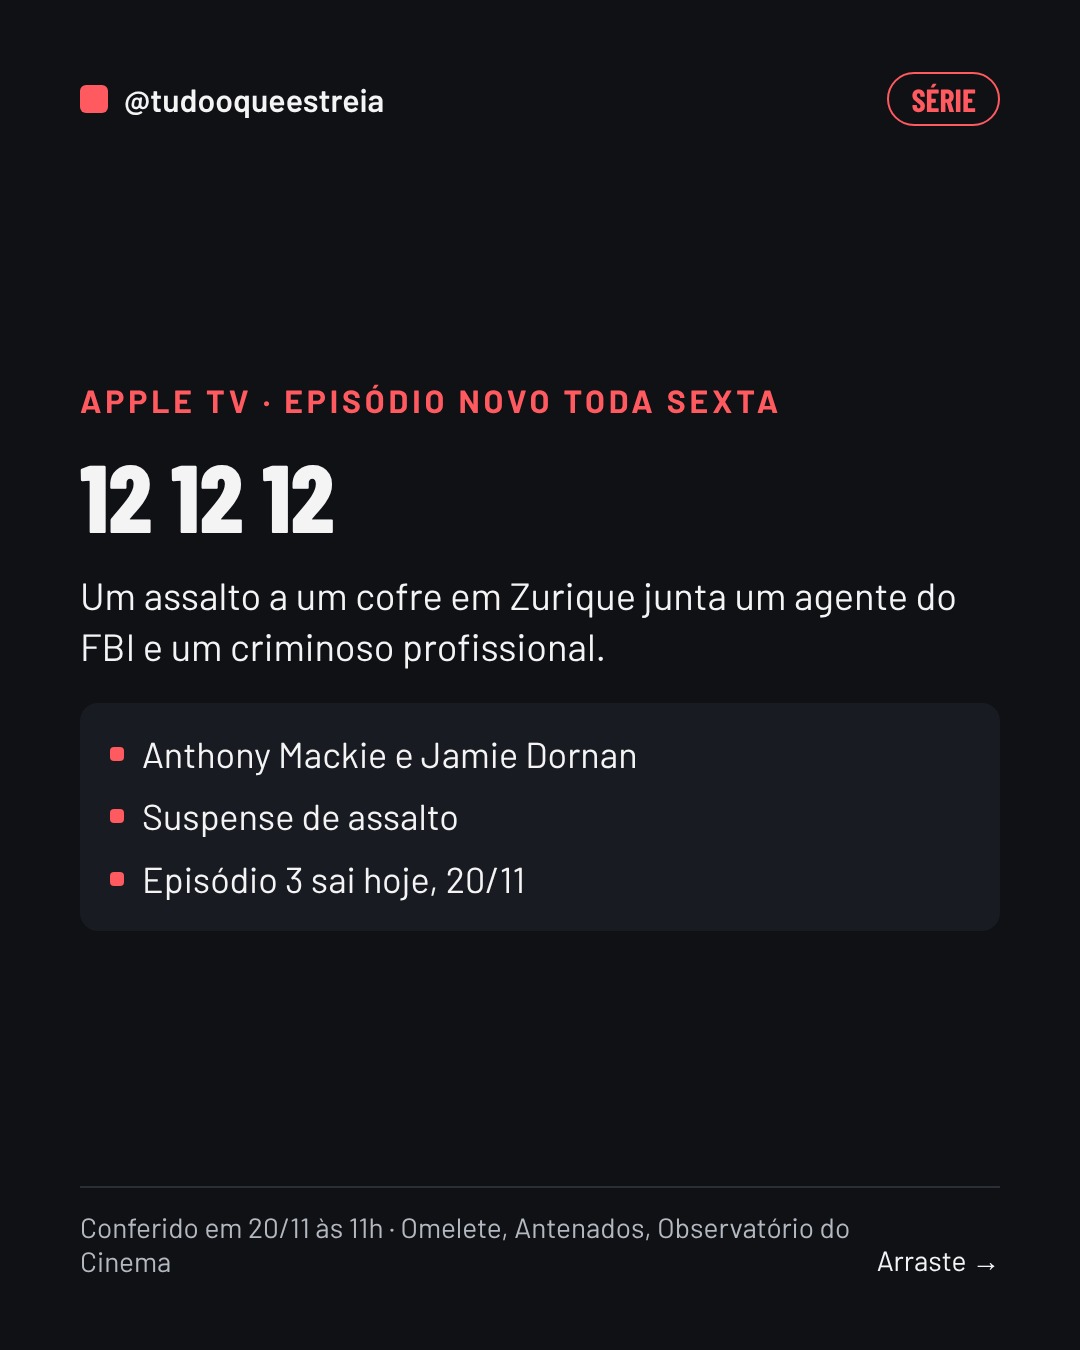 @tudooqueestreia
SÉRIE
APPLE TV · EPISÓDIO NOVO TODA SEXTA
12 12 12
Um assalto a um cofre em Zurique junta um agente do
FBI e um criminoso profissional.
Anthony Mackie e Jamie Dornan
Suspense de assalto
Episódio 3 sai hoje, 20/11
Conferido em 20/11 às 11h · Omelete, Antenados, Observatório do
Cinema
Arraste →